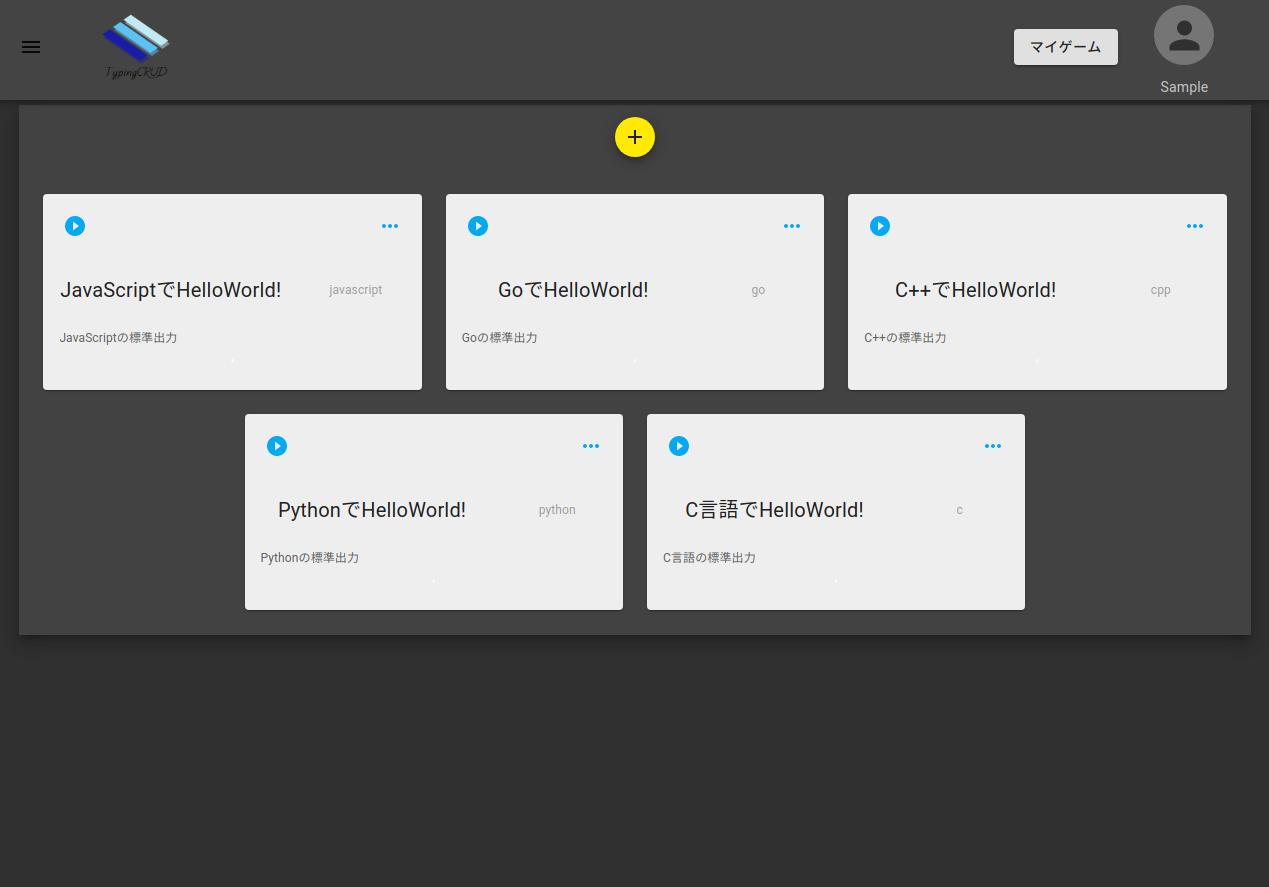 TypingCRUD
マイゲーム
Sample
JavaScriptでHelloWorld!
javascript
JavaScriptの標準出力
GoでHelloWorld!
go
Goの標準出力
C++でHelloWorld!
cpp
C++の標準出力
PythonでHelloWorld!
python
Pythonの標準出力
C言語でHelloWorld!
c
C言語の標準出力